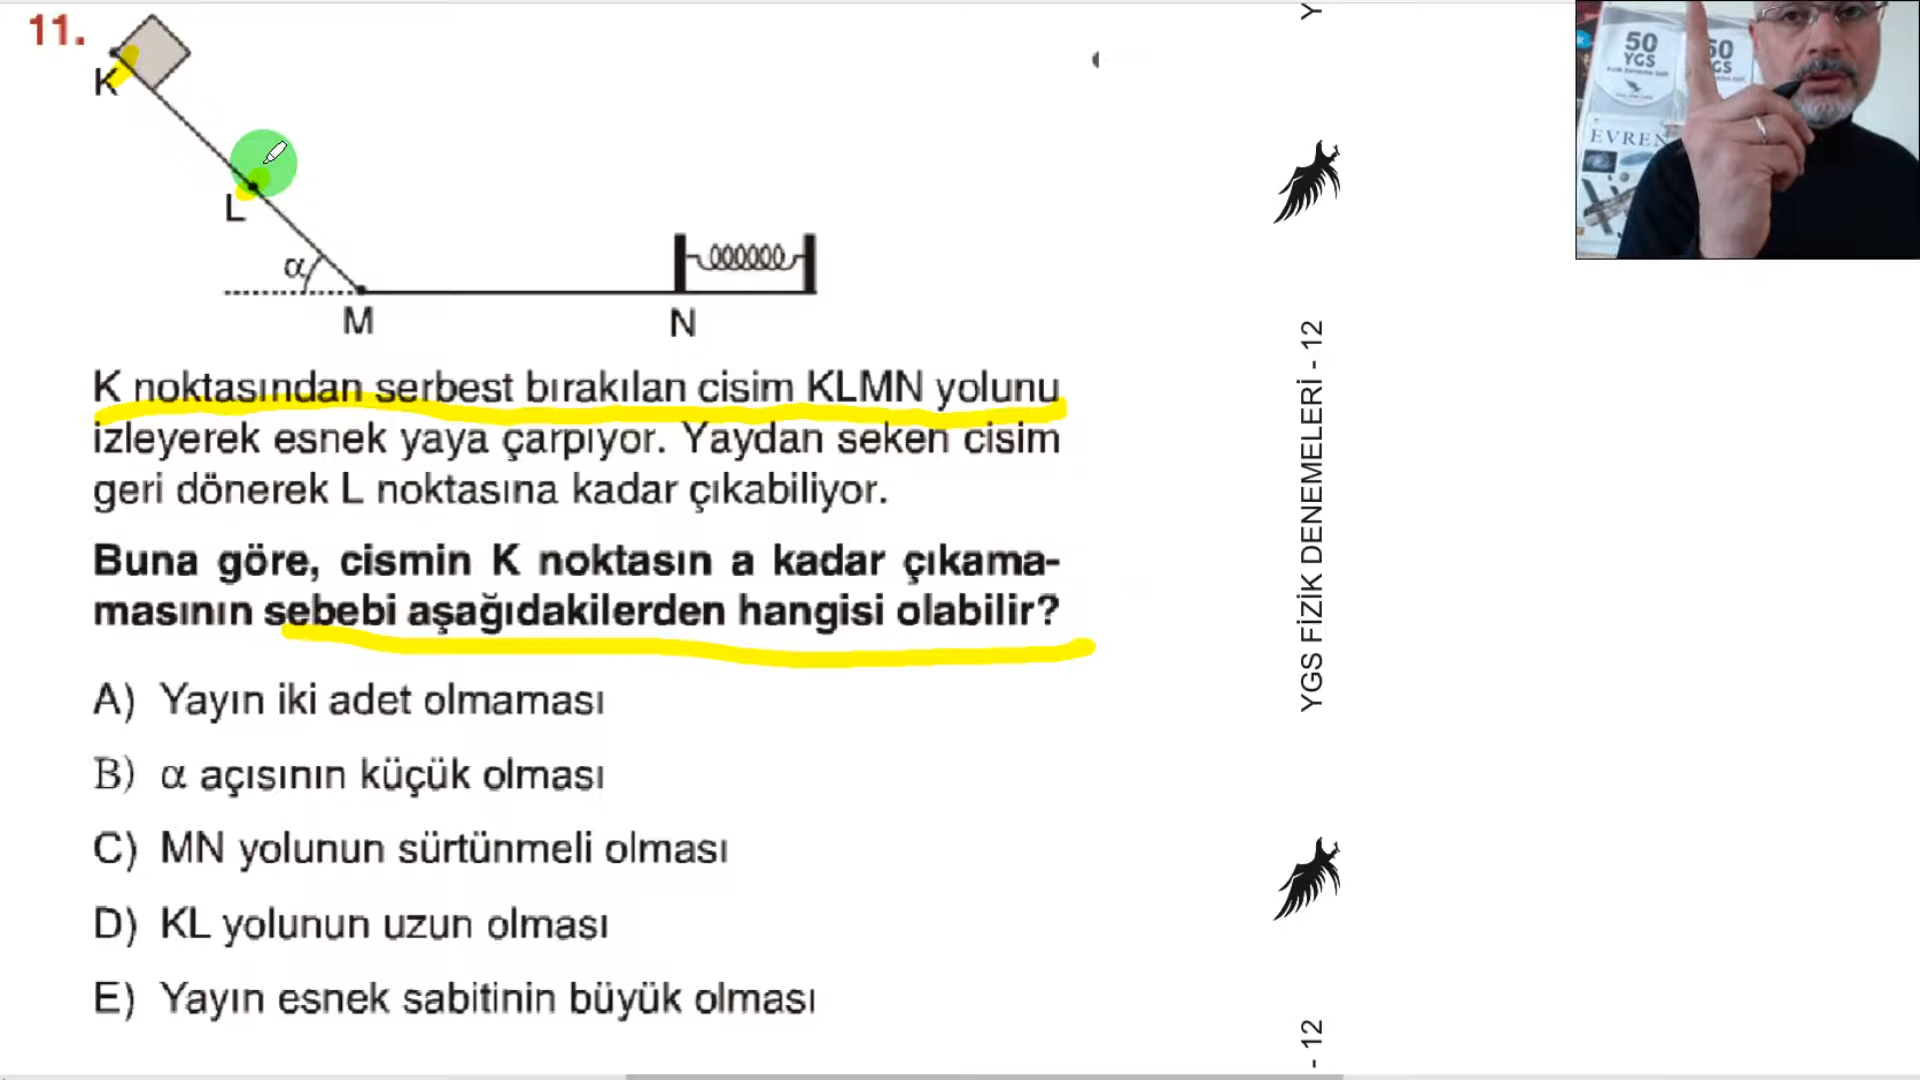 11.
K
L
α
M
N
K noktasından serbest bırakılan cisim KLMN yolunu
izleyerek esnek yaya çarpıyor. Yaydan seken cisim
geri dönerek L noktasına kadar çıkabiliyor.
Buna göre, cismin K noktasın a kadar çıkama-
masının sebebi aşağıdakilerden hangisi olabilir?
A) Yayın iki adet olmaması
B) α açısının küçük olması
C) MN yolunun sürtünmeli olması
D) KL yolunun uzun olması
E) Yayın esnek sabitinin büyük olması
Y
YGS FİZİK DENEMELERİ - 12
- 12
50
YGS
50
GS
EVREN